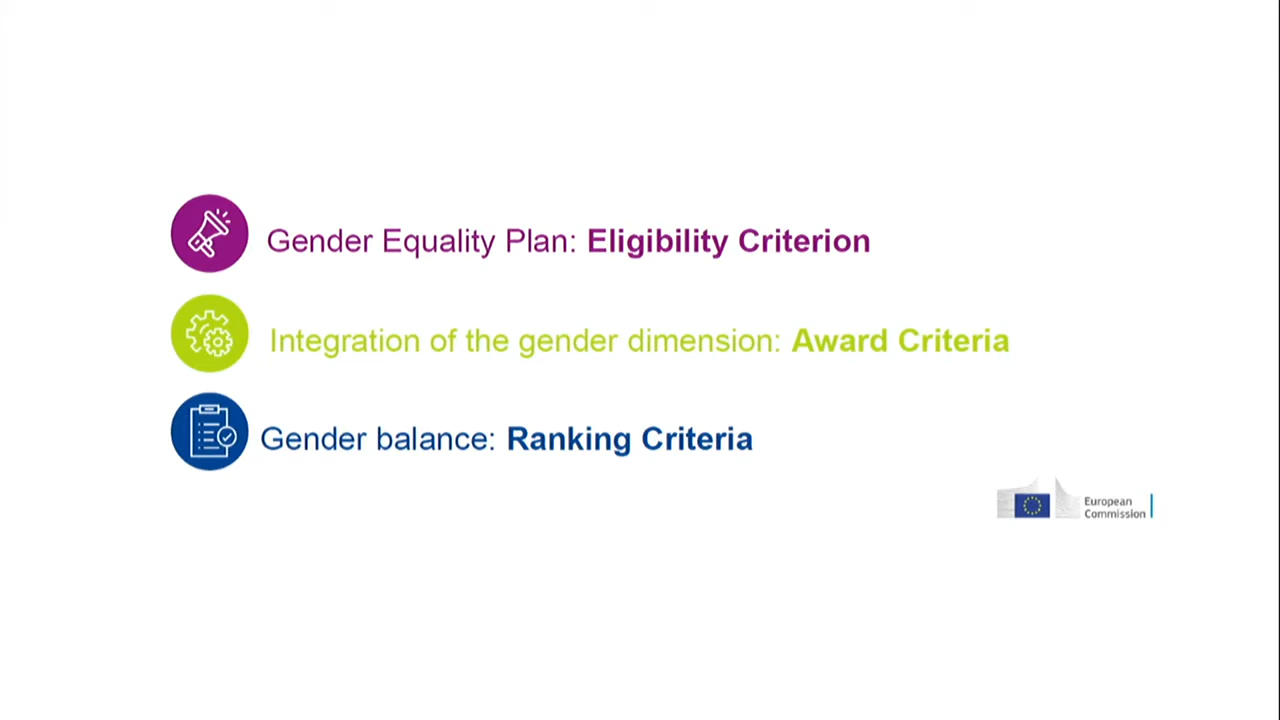 Gender Equality Plan: Eligibility Criterion
Integration of the gender dimension: Award Criteria
Gender balance: Ranking Criteria
European
Commission